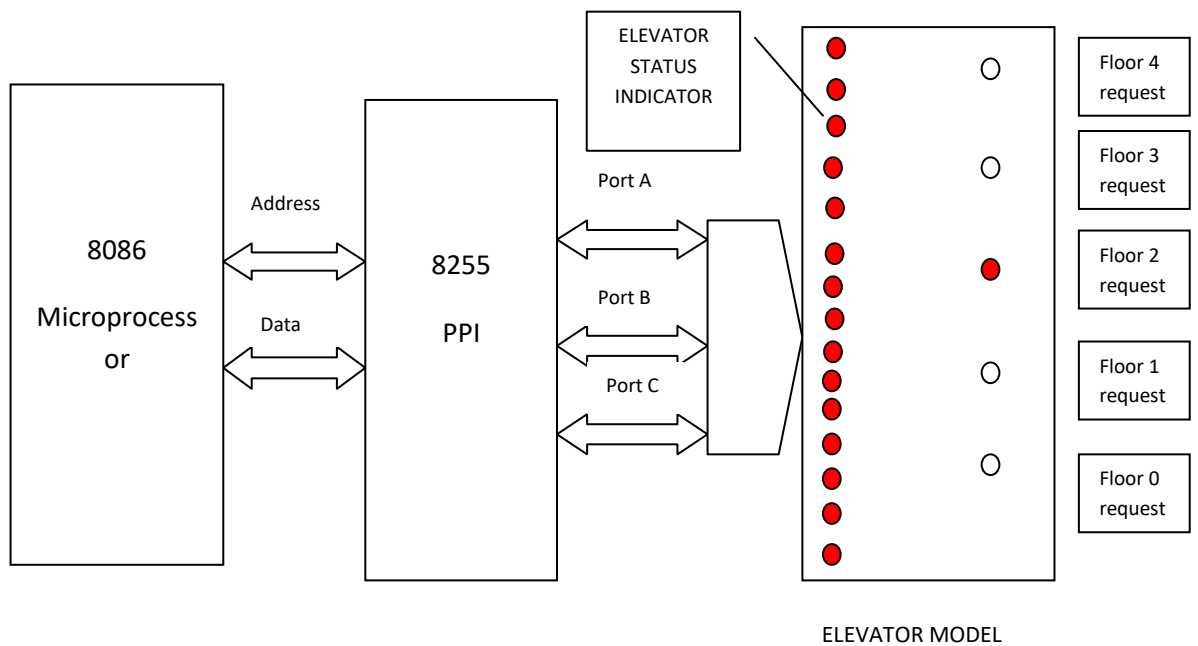 ELEVATOR
STATUS
INDICATOR
Floor 4
request
Floor 3
request
Port A
Address
8086
Microprocess
or
8255
PPI
Floor 2
request
Port B
Data
Floor 1
request
Port C
Floor 0
request
ELEVATOR MODEL